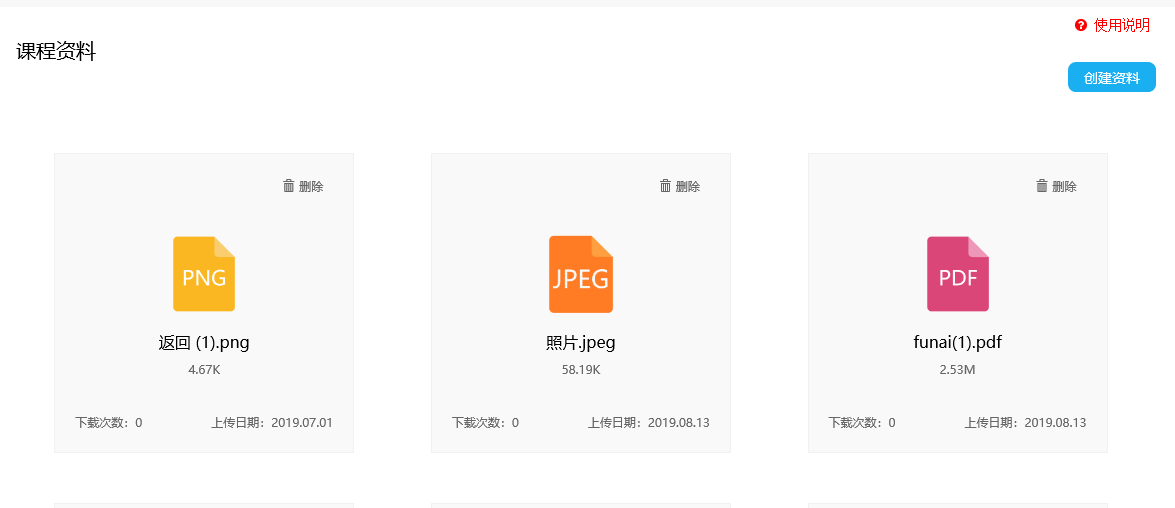 使用说明
课程资料
创建资料
删除
删除
删除
PNG
JPEG
PDF
返回 (1).png
照片.jpeg
funai(1).pdf
4.67K
58.19K
2.53M
下载次数：0 上传日期：2019.07.01
下载次数：0 上传日期：2019.08.13
下载次数：0 上传日期：2019.08.13